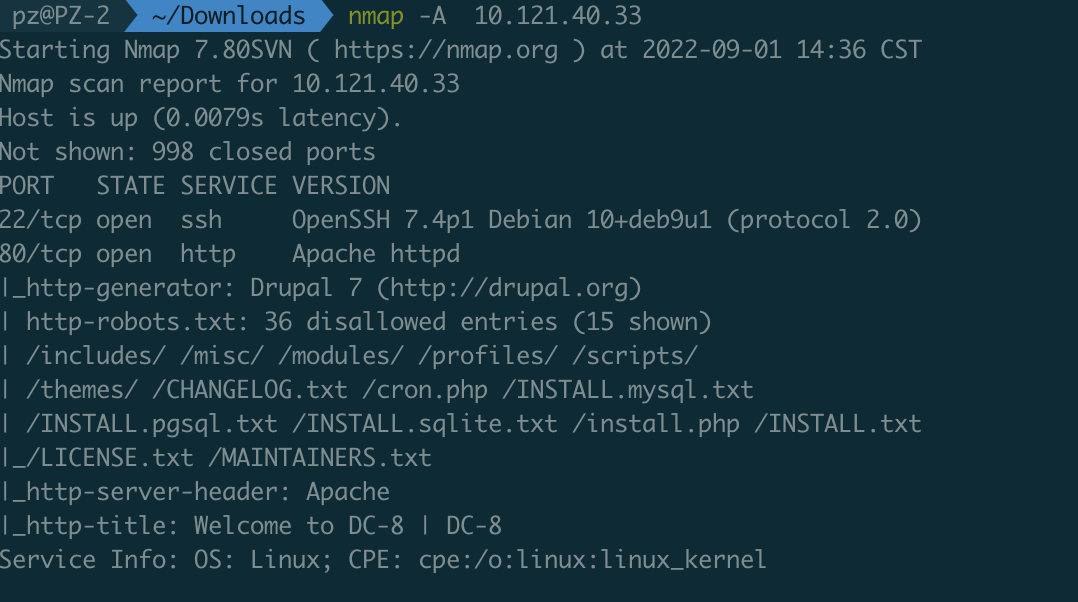 pz@PZ-2 ~/Downloads nmap -A 10.121.40.33
Starting Nmap 7.80SVN ( https://nmap.org ) at 2022-09-01 14:36 CST
Nmap scan report for 10.121.40.33
Host is up (0.0079s latency).
Not shown: 998 closed ports
PORT   STATE SERVICE VERSION
22/tcp open  ssh     OpenSSH 7.4p1 Debian 10+deb9u1 (protocol 2.0)
80/tcp open  http    Apache httpd
|_http-generator: Drupal 7 (http://drupal.org)
| http-robots.txt: 36 disallowed entries (15 shown)
| /includes/ /misc/ /modules/ /profiles/ /scripts/
| /themes/ /CHANGELOG.txt /cron.php /INSTALL.mysql.txt
| /INSTALL.pgsql.txt /INSTALL.sqlite.txt /install.php /INSTALL.txt
|_/LICENSE.txt /MAINTAINERS.txt
|_http-server-header: Apache
|_http-title: Welcome to DC-8 | DC-8
Service Info: OS: Linux; CPE: cpe:/o:linux:linux_kernel